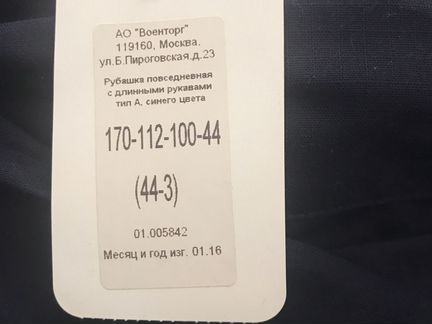 АО "Военторг"
119160, Москва.
ул.Б.Пироговская.д.23
Рубашка повседневная
с длинными рукавами
тип А, синего цвета
170-112-100-44
(44-3)
01.005842
Месяц и год изг. 01.16